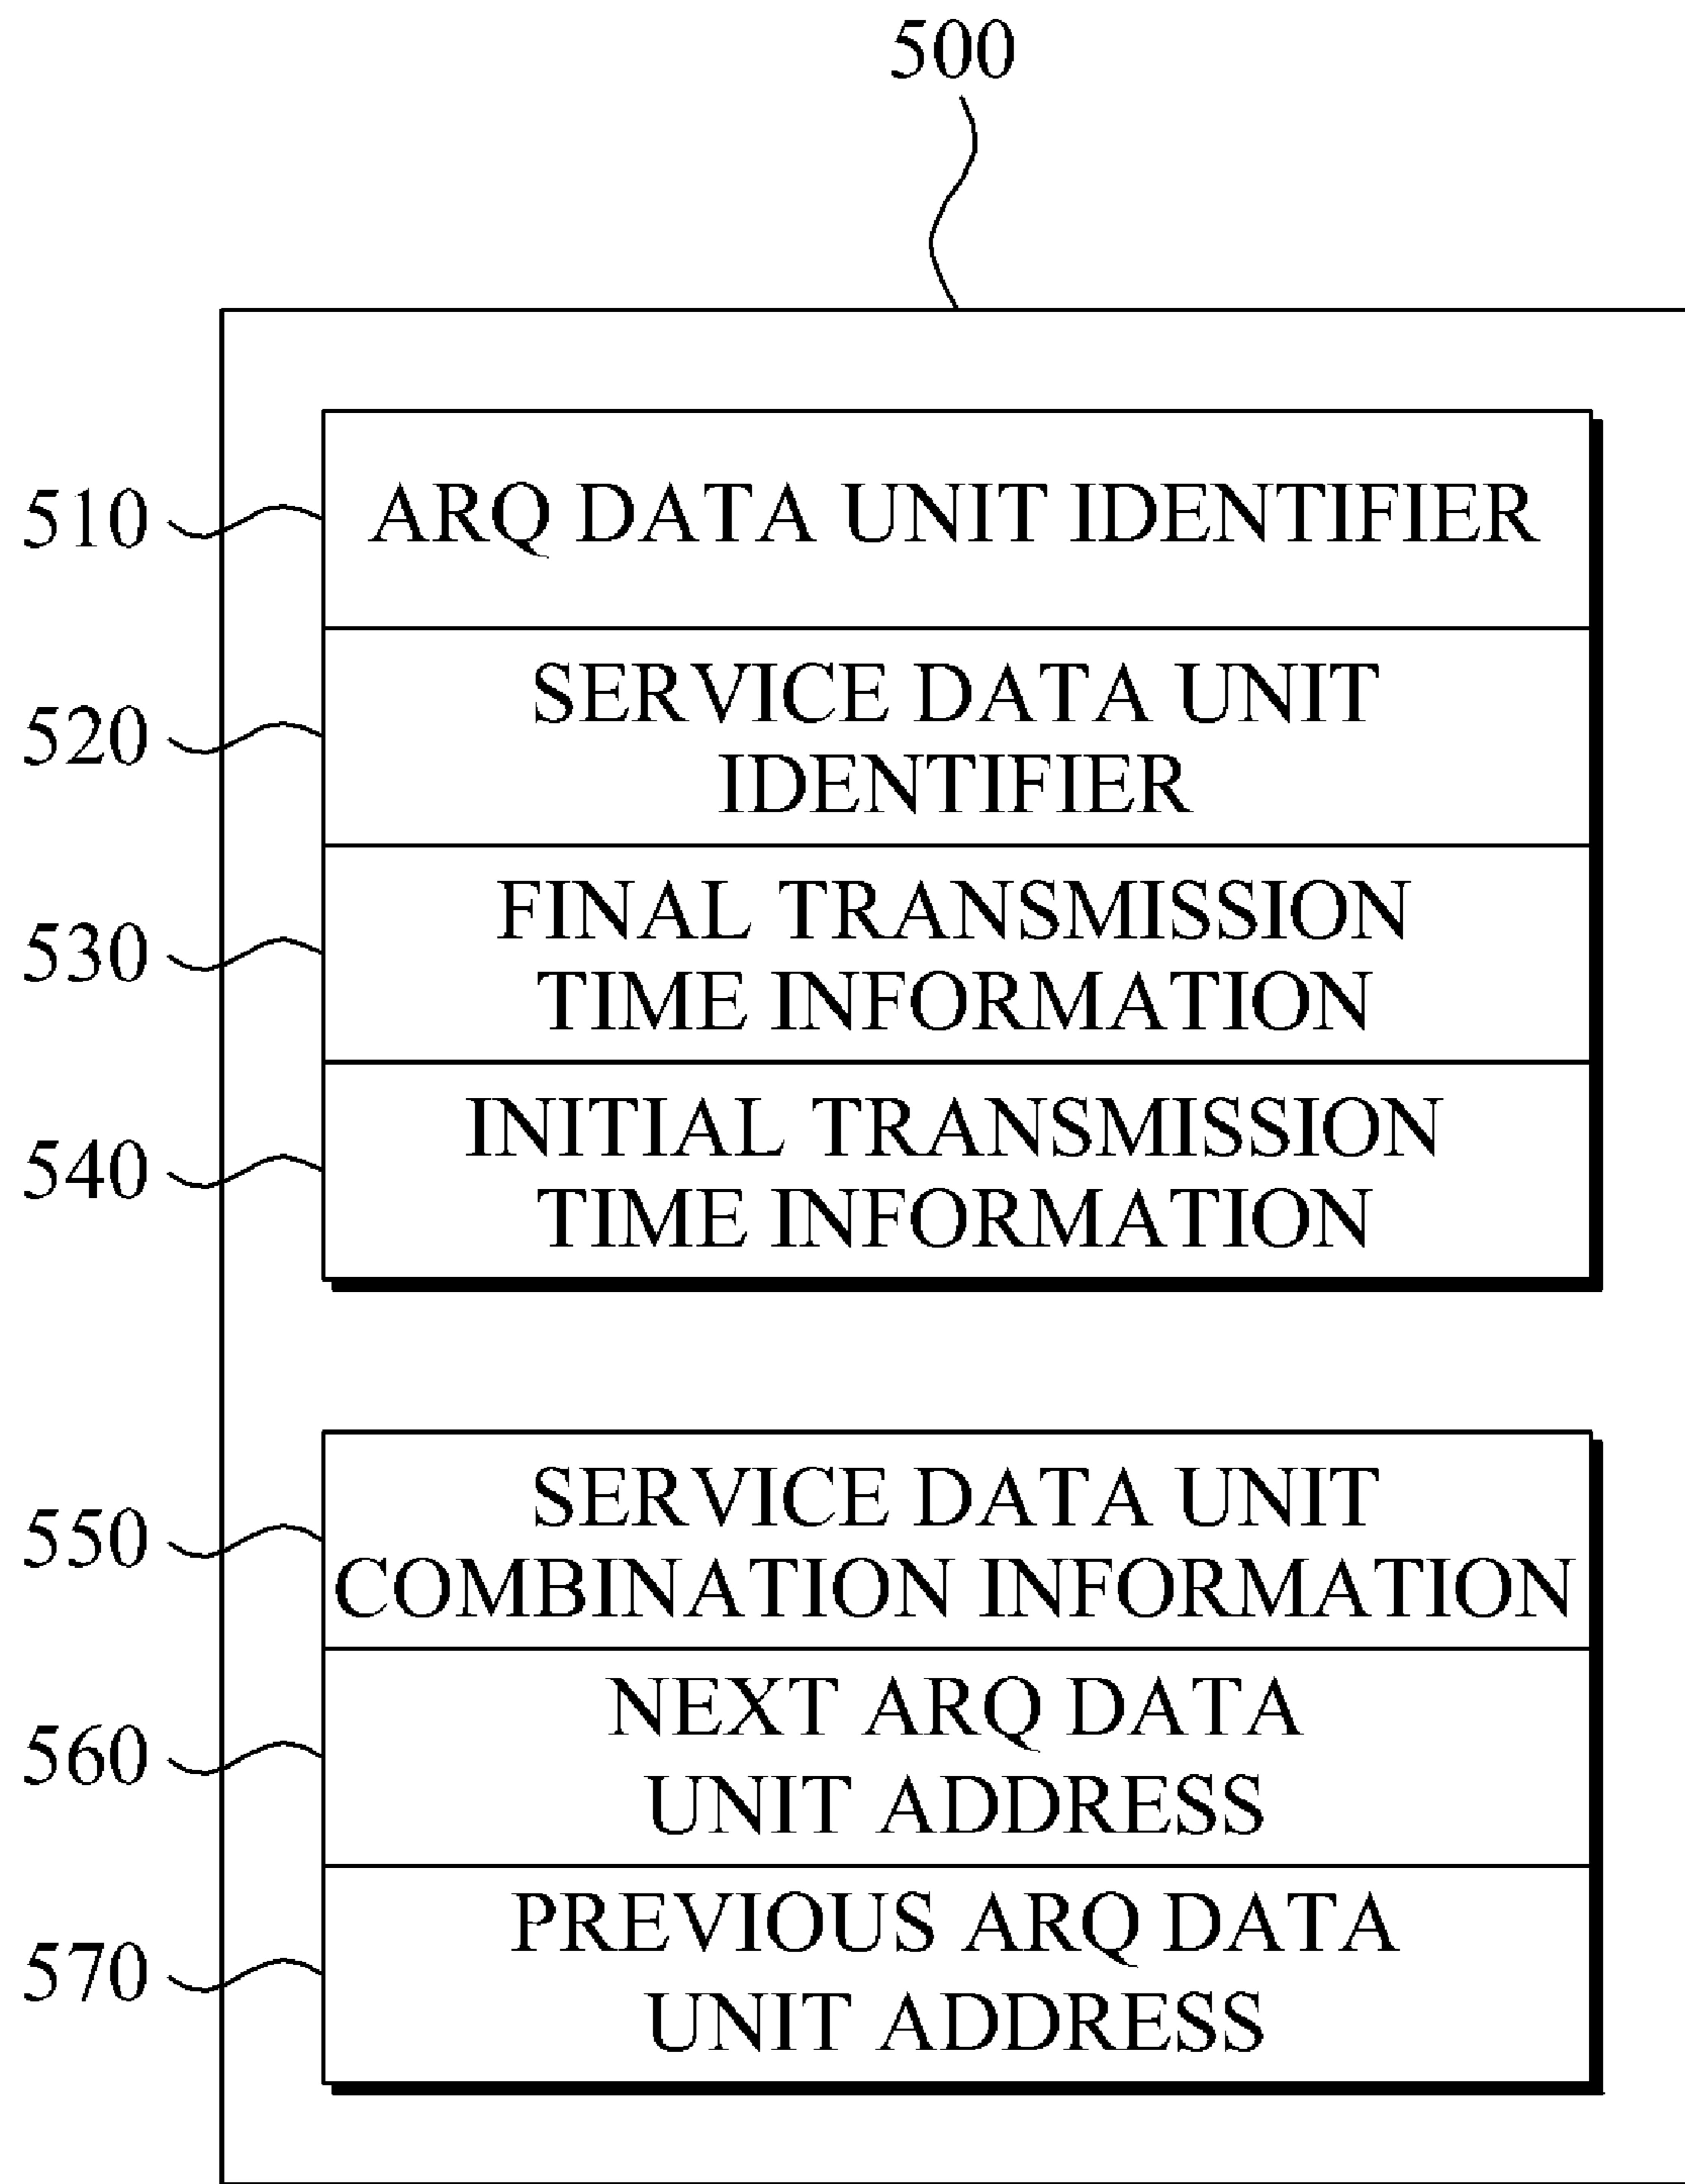 500
510
ARQ DATA UNIT IDENTIFIER
520
SERVICE DATA UNIT
IDENTIFIER
530
FINAL TRANSMISSION
TIME INFORMATION
540
INITIAL TRANSMISSION
TIME INFORMATION
550
SERVICE DATA UNIT
COMBINATION INFORMATION
560
NEXT ARQ DATA
UNIT ADDRESS
570
PREVIOUS ARQ DATA
UNIT ADDRESS